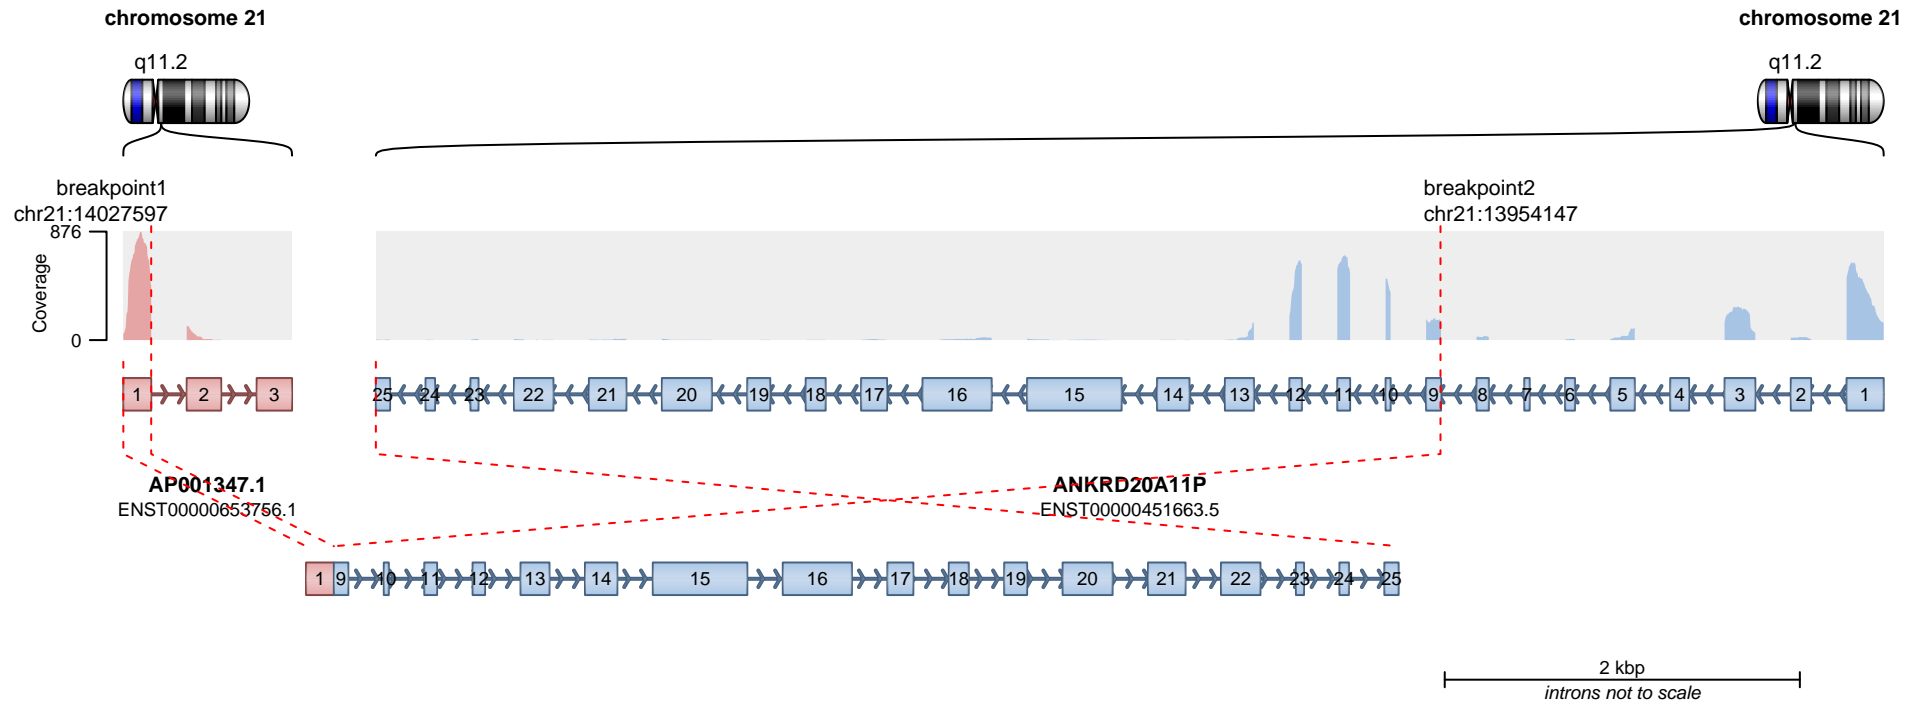 chromosome 21
chromosome 21
q11.2
q11.2
breakpoint1
chr21:14027597
breakpoint2
chr21:13954147
876
0
Coverage
1 2 3
25 24 23 22 21 20 19 18 17 16 15 14 13 12 11 10 9 8 7 6 5 4 3 2 1
AP001347.1
ENST00000653756.1
ANKRD20A11P
ENST00000451663.5
1 9 10 11 12 13 14 15 16 17 18 19 20 21 22 23 24 25
2 kbp
introns not to scale